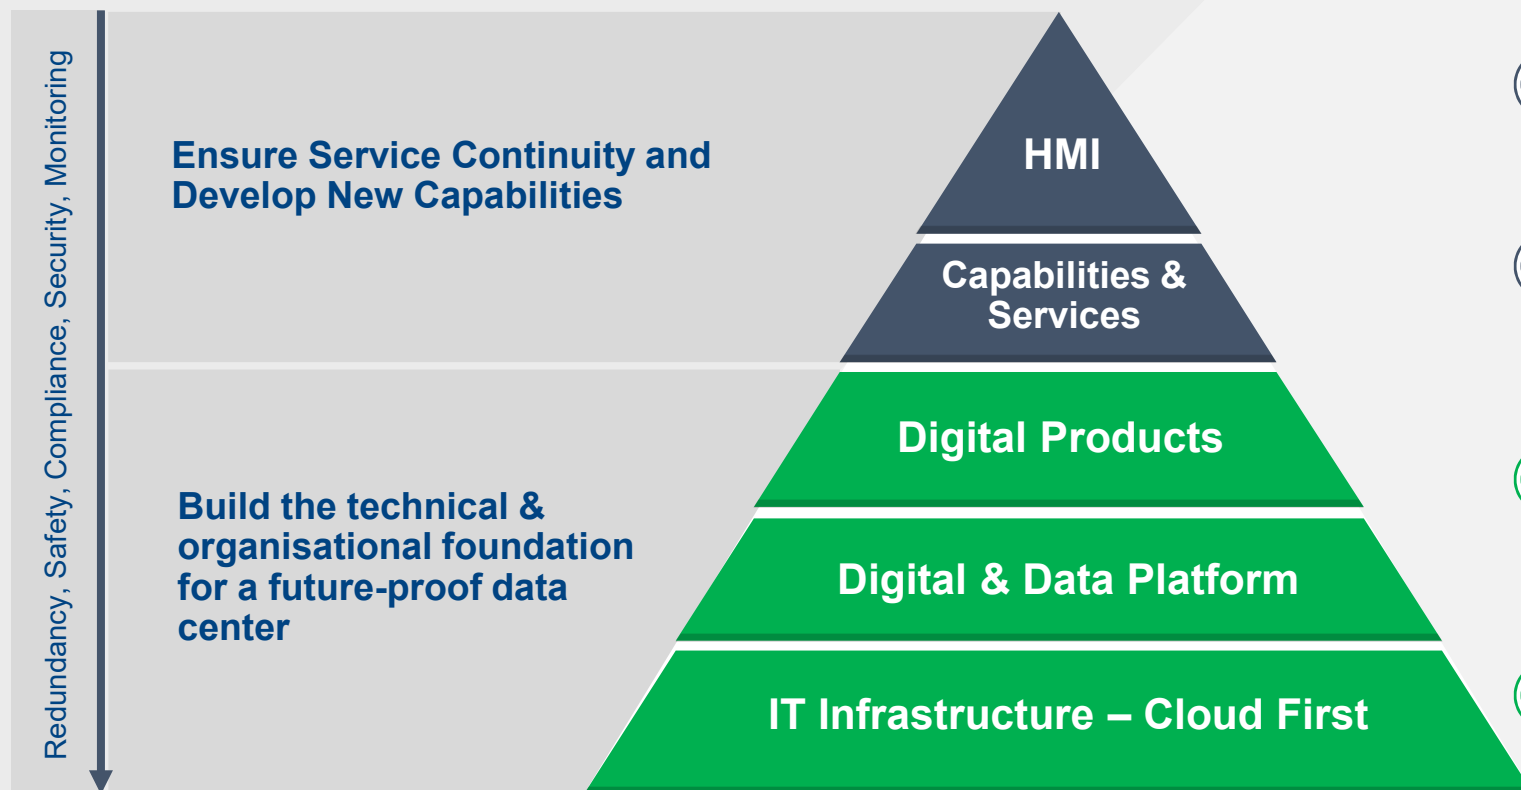 Redundancy, Safety, Compliance, Security, Monitoring
Ensure Service Continuity and
Develop New Capabilities
HMI
Capabilities &
Services
Build the technical &
organisational foundation
for a future-proof data
center
Digital Products
Digital & Data Platform
IT Infrastructure – Cloud First